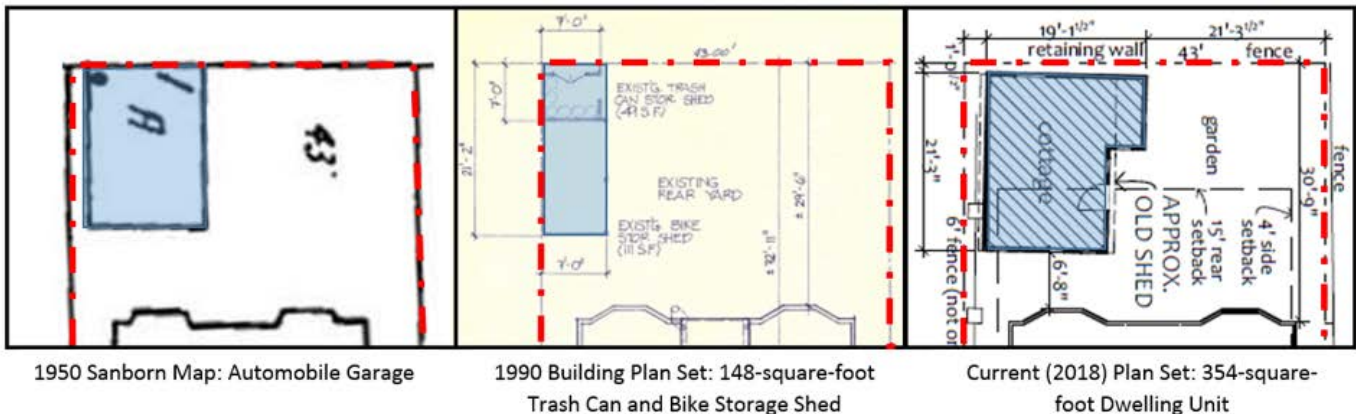 1
A
43'
7'-0"
43.00'
7'-0"
EXIST'G TRASH
CAN STOR SHED
(49 S.F)
21'-2"
EXISTING
REAR YARD
EXIST'G BIKE
STOR SHED
(111 S.F)
± 29'-6"
7'-0"
19'-1 1/2"
21'-3 1/2"
retaining wall
43'
fence
21'-3"
cottage
garden
fence
30'-9"
APPROX.
OLD SHED
15' rear
setback
4' side
setback
6'-8"
6' fence (not
1950 Sanborn Map: Automobile Garage
1990 Building Plan Set: 148-square-foot
Trash Can and Bike Storage Shed
Current (2018) Plan Set: 354-square-
foot Dwelling Unit